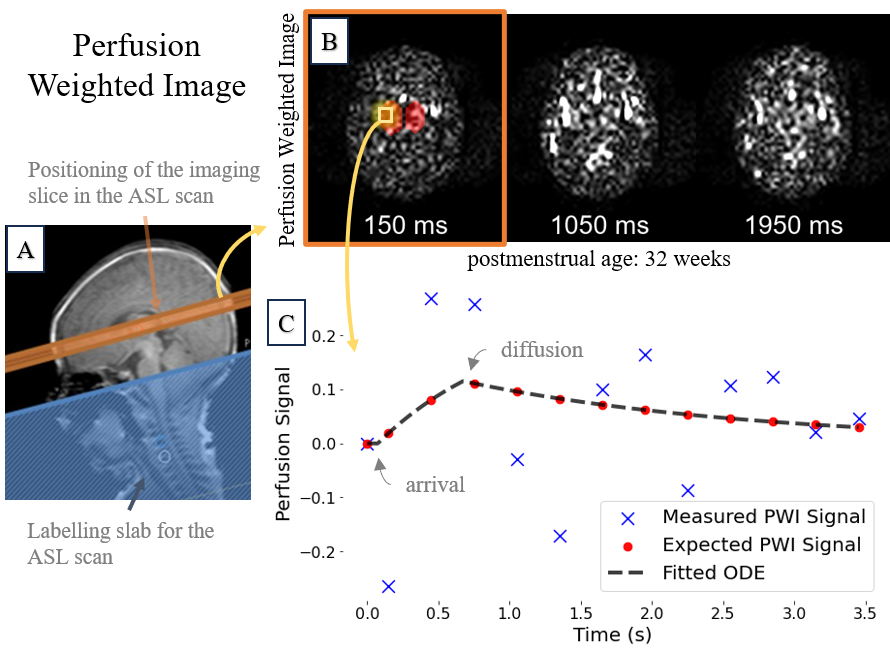 Perfusion
Weighted Image
Positioning of the imaging
slice in the ASL scan
A
P
Labelling slab for the
ASL scan
Perfusion Weighted Image
B
150 ms
1050 ms
1950 ms
postmenstrual age: 32 weeks
C
Perfusion Signal
0.2
0.1
0.0
−0.1
−0.2
diffusion
arrival
Measured PWI Signal
Expected PWI Signal
Fitted ODE
0.0 0.5 1.0 1.5 2.0 2.5 3.0 3.5
Time (s)